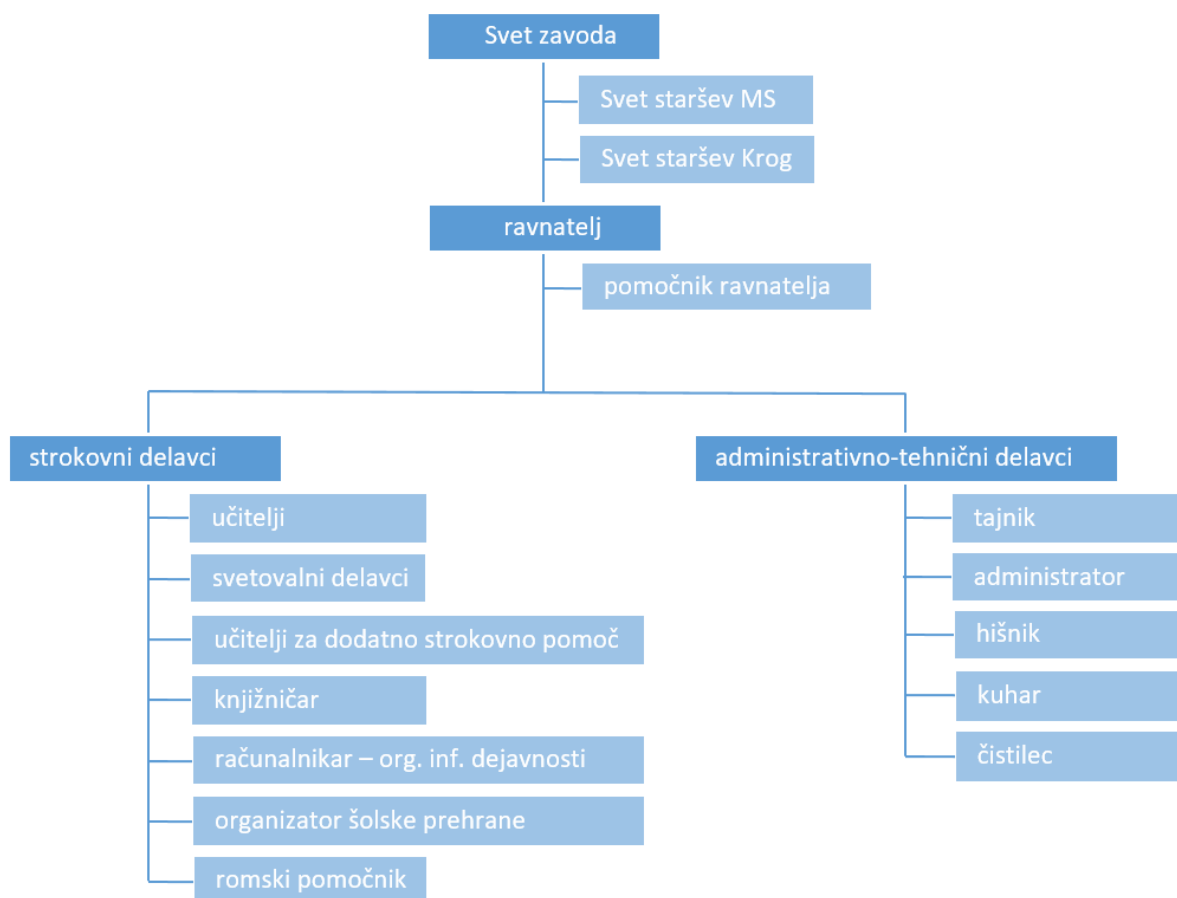 Svet zavoda
Svet staršev MS
Svet staršev Krog
ravnatelj
pomočnik ravnatelja
strokovni delavci
učitelji
svetovalni delavci
učitelji za dodatno strokovno pomoč
knjižničar
računalnikar – org. inf. dejavnosti
organizator šolske prehrane
romski pomočnik
administrativno-tehnični delavci
tajnik
administrator
hišnik
kuhar
čistilec